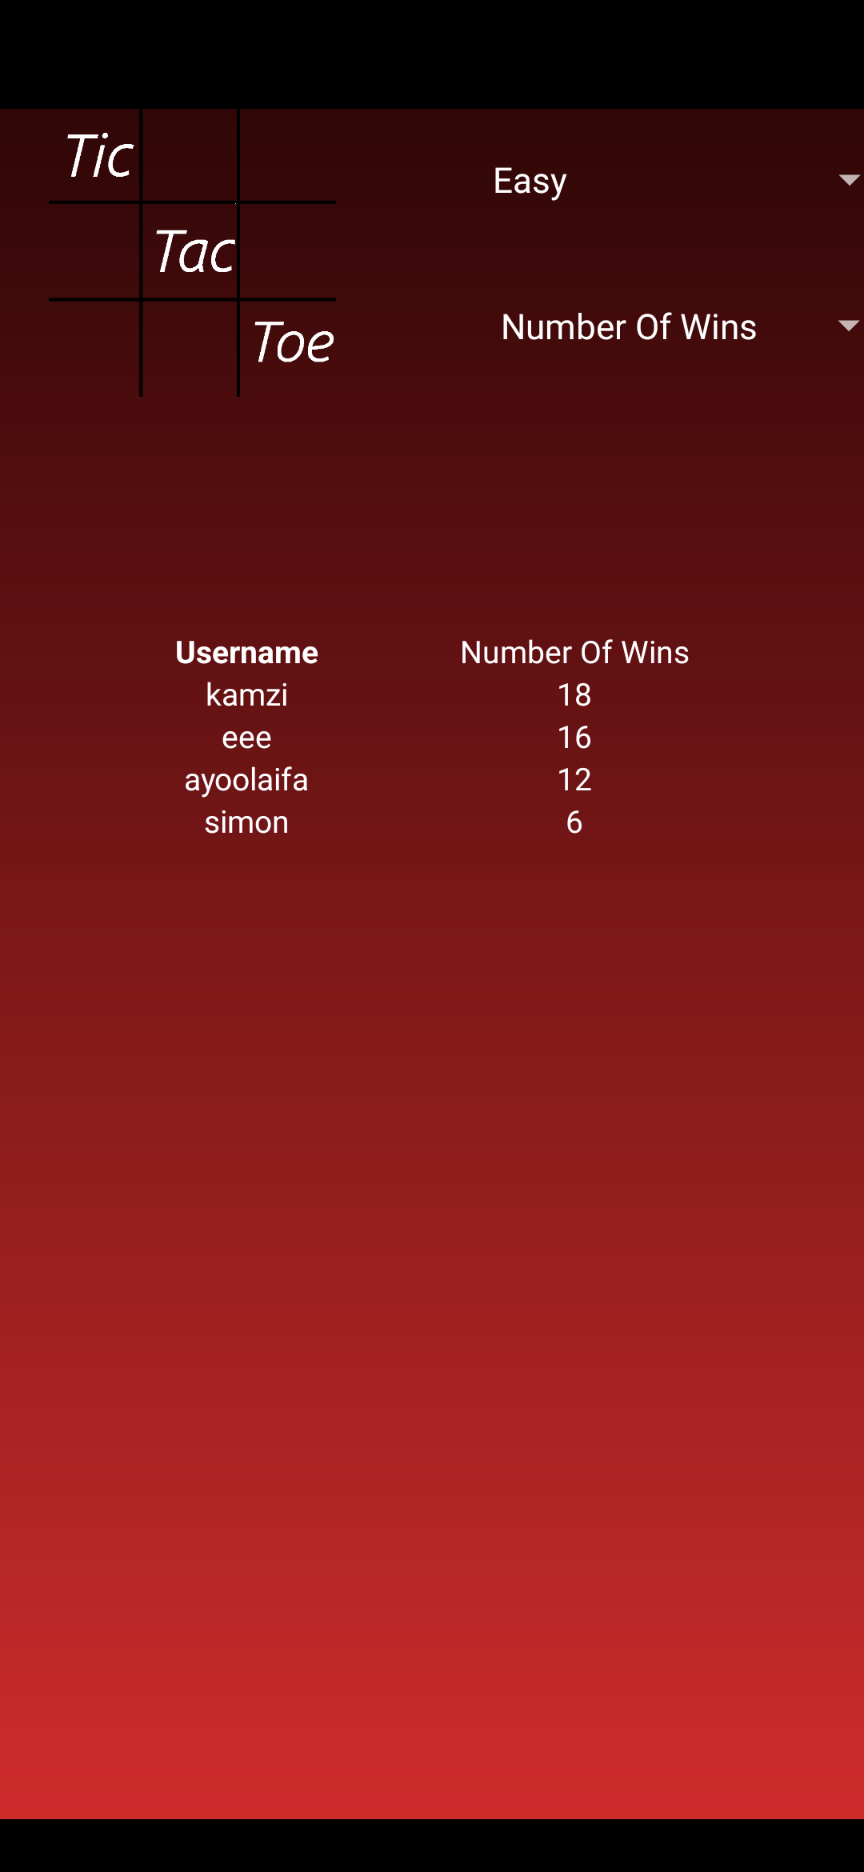 Tic
Tac
Toe
Easy
Number Of Wins
Username Number Of Wins
kamzi 18
eee 16
ayoolaifa 12
simon 6